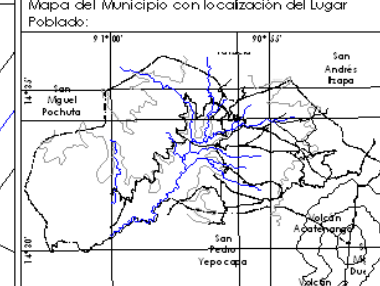 Mapa del Municipio con localización del Lugar
Poblado:
91°00'
90°55'
San
Andrés
Itzapa
14°35'
San
Miguel
Pochuta
Volcán
Acatenango
San
Pedro
Yepocapa
14°30'
Volcán